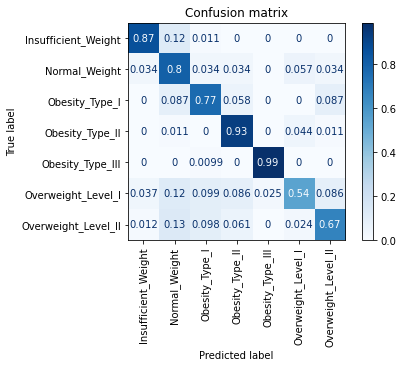 Confusion matrix
Insufficient_Weight 0.87 0.12 0.011 0 0 0 0
Normal_Weight 0.034 0.8 0.034 0.034 0 0.057 0.034
Obesity_Type_I 0 0.087 0.77 0.058 0 0 0.087
Obesity_Type_II 0 0.011 0 0.93 0 0.044 0.011
Obesity_Type_III 0 0 0.0099 0 0.99 0 0
Overweight_Level_I 0.037 0.12 0.099 0.086 0.025 0.54 0.086
Overweight_Level_II 0.012 0.13 0.098 0.061 0 0.024 0.67
True label
Insufficient_Weight
Normal_Weight
Obesity_Type_I
Obesity_Type_II
Obesity_Type_III
Overweight_Level_I
Overweight_Level_II
Predicted label
0.8
0.6
0.4
0.2
0.0